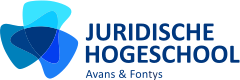 JURIDISCHE
HOGESCHOOL
Avans & Fontys